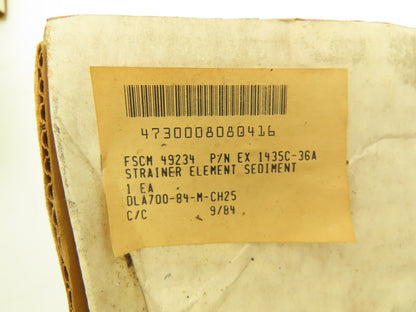 4730008080416
FSCM 49234 P/N EX 1435C-36A
STRAINER ELEMENT SEDIMENT
1 EA
DLA700-84-M-CH25
C/C 9/84